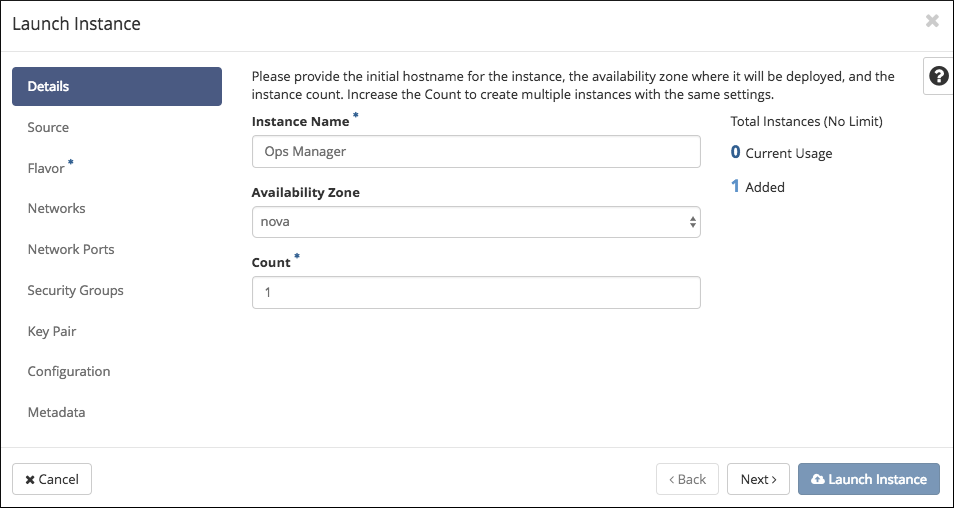 Launch Instance
×
Details
Source
Flavor *
Networks
Network Ports
Security Groups
Key Pair
Configuration
Metadata
Please provide the initial hostname for the instance, the availability zone where it will be deployed, and the
instance count. Increase the Count to create multiple instances with the same settings.
Instance Name *
Ops Manager
Availability Zone
nova
Count *
1
Total Instances (No Limit)
0 Current Usage
1 Added
?
× Cancel
< Back
Next >
Launch Instance